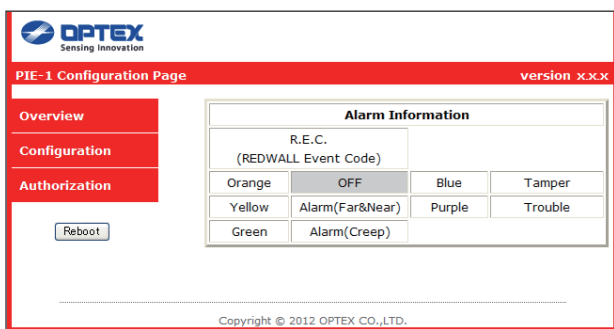 OPTEX
Sensing Innovation
PIE-1 Configuration Page version x.x.x
Overview
Configuration
Authorization
Reboot
Alarm Information
R.E.C.
(REDWALL Event Code)
Orange OFF Blue Tamper
Yellow Alarm(Far&Near) Purple Trouble
Green Alarm(Creep)
Copyright © 2012 OPTEX CO.,LTD.